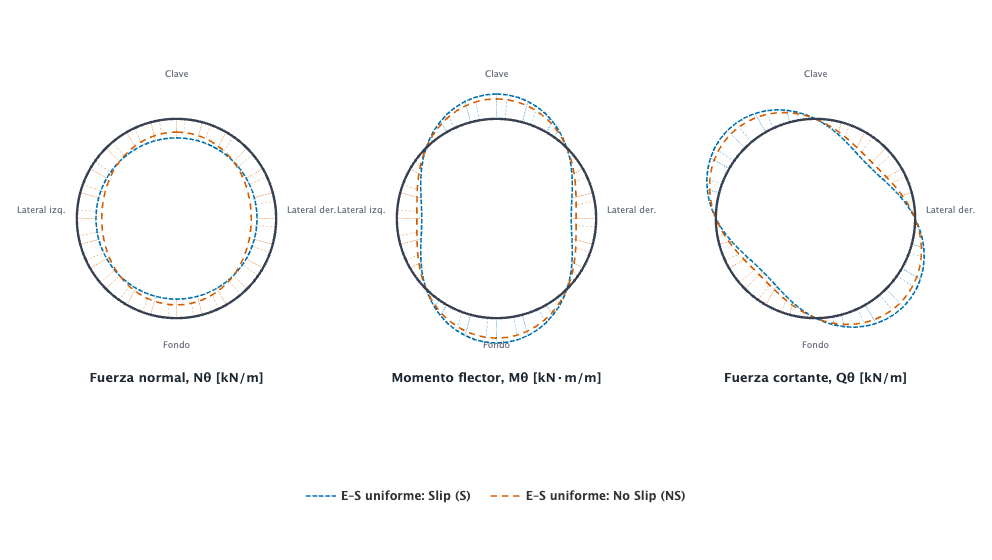 Clave
Clave
Clave
Lateral izq.
Lateral der.
Lateral izq.
Lateral der.
Lateral der.
Fondo
Fondo
Fondo
Fuerza normal, Nθ [kN/m]
Momento flector, Mθ [kN·m/m]
Fuerza cortante, Qθ [kN/m]
E–S uniforme: Slip (S)
E–S uniforme: No Slip (NS)